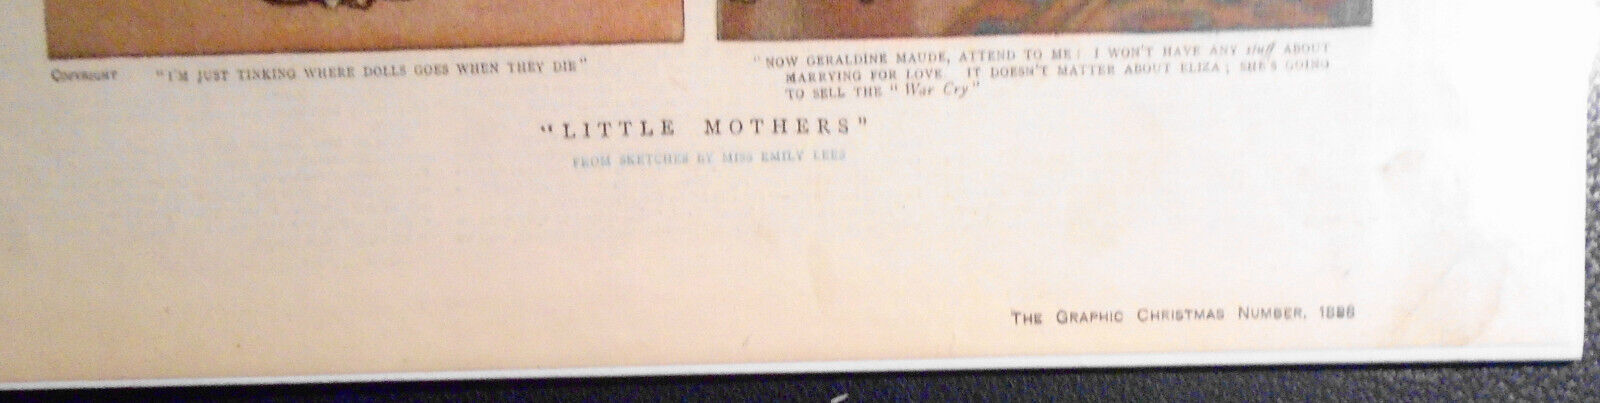 COPYRIGHT "I'M JUST TINKING WHERE DOLLS GOES WHEN THEY DIE"
"NOW GERALDINE MAUDE, ATTEND TO ME: I WON'T HAVE ANY stuff ABOUT
MARRYING FOR LOVE IT DOESN'T MATTER ABOUT ELIZA; SHE'S GOING
TO SELL THE "War Cry"
"LITTLE MOTHERS"
FROM SKETCHES BY MISS EMILY LEES
THE GRAPHIC CHRISTMAS NUMBER, 1886